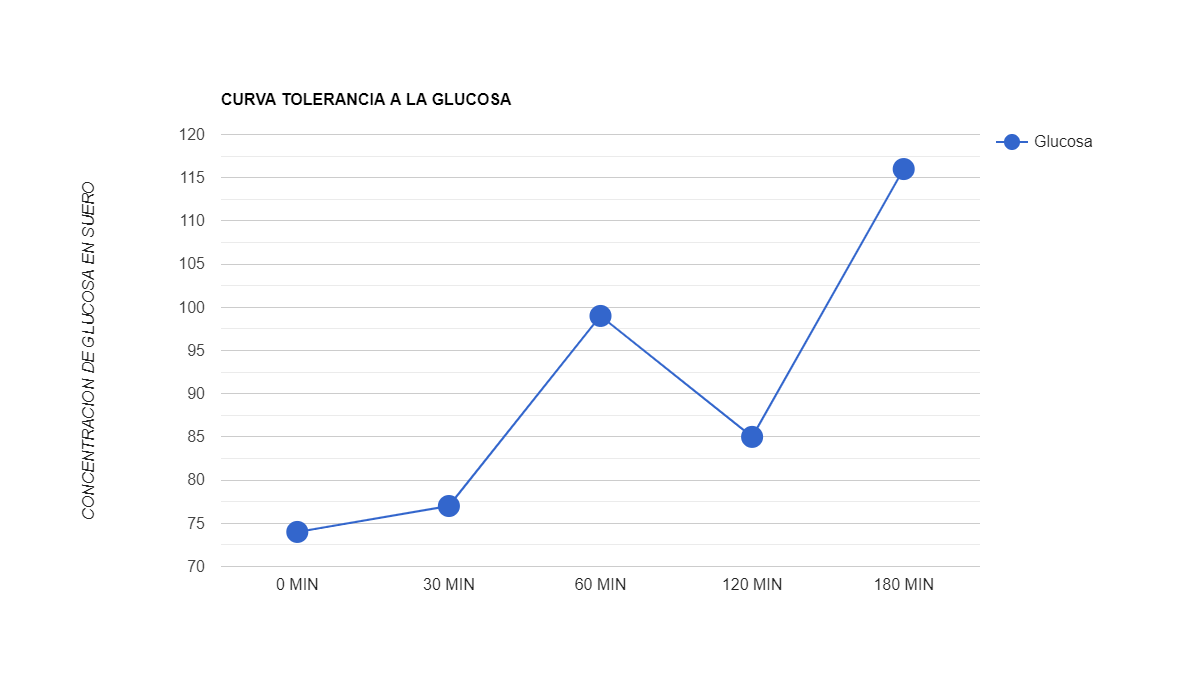 CURVA TOLERANCIA A LA GLUCOSA
CONCENTRACION DE GLUCOSA EN SUERO
120
115
110
105
100
95
90
85
80
75
70
0 MIN
30 MIN
60 MIN
120 MIN
180 MIN
Glucosa